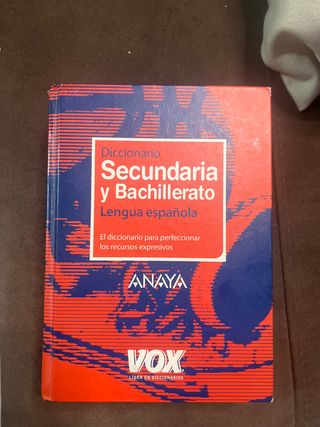 Diccionario
Secundaria
y Bachillerato
Lengua española
El diccionario para perfeccionar
los recursos expresivos
ANAYA
VOX
LÍDER EN DICCIONARIOS